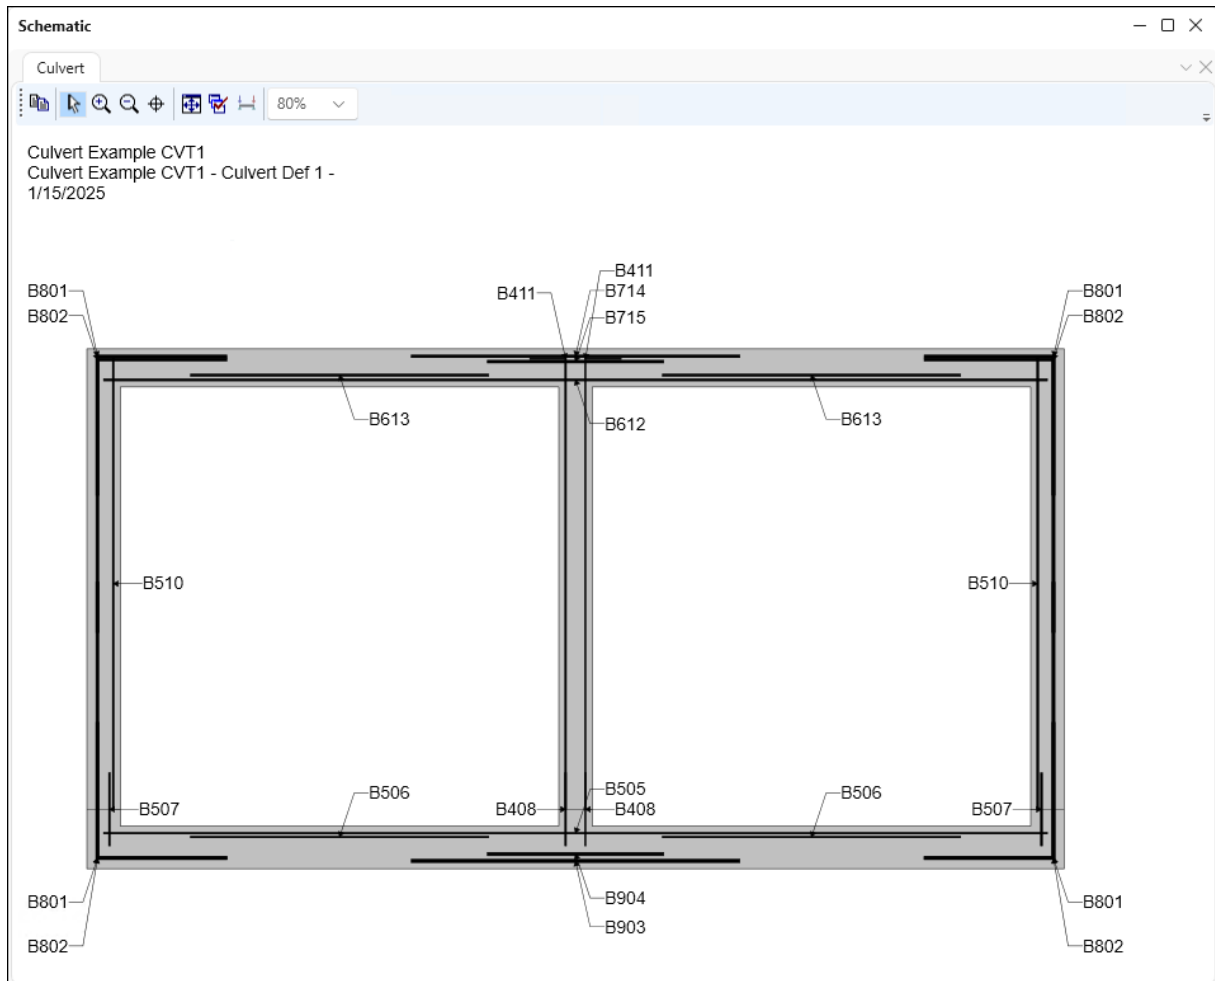 Schematic
Culvert
80%
Culvert Example CVT1
Culvert Example CVT1 - Culvert Def 1 -
1/15/2025
B411
B801 B411 B714 B801
B802 B715 B802
B613 B612 B613
B510 B510
B506 B505 B506
B507 B408 B408 B507
B801 B904 B801
B903
B802 B802